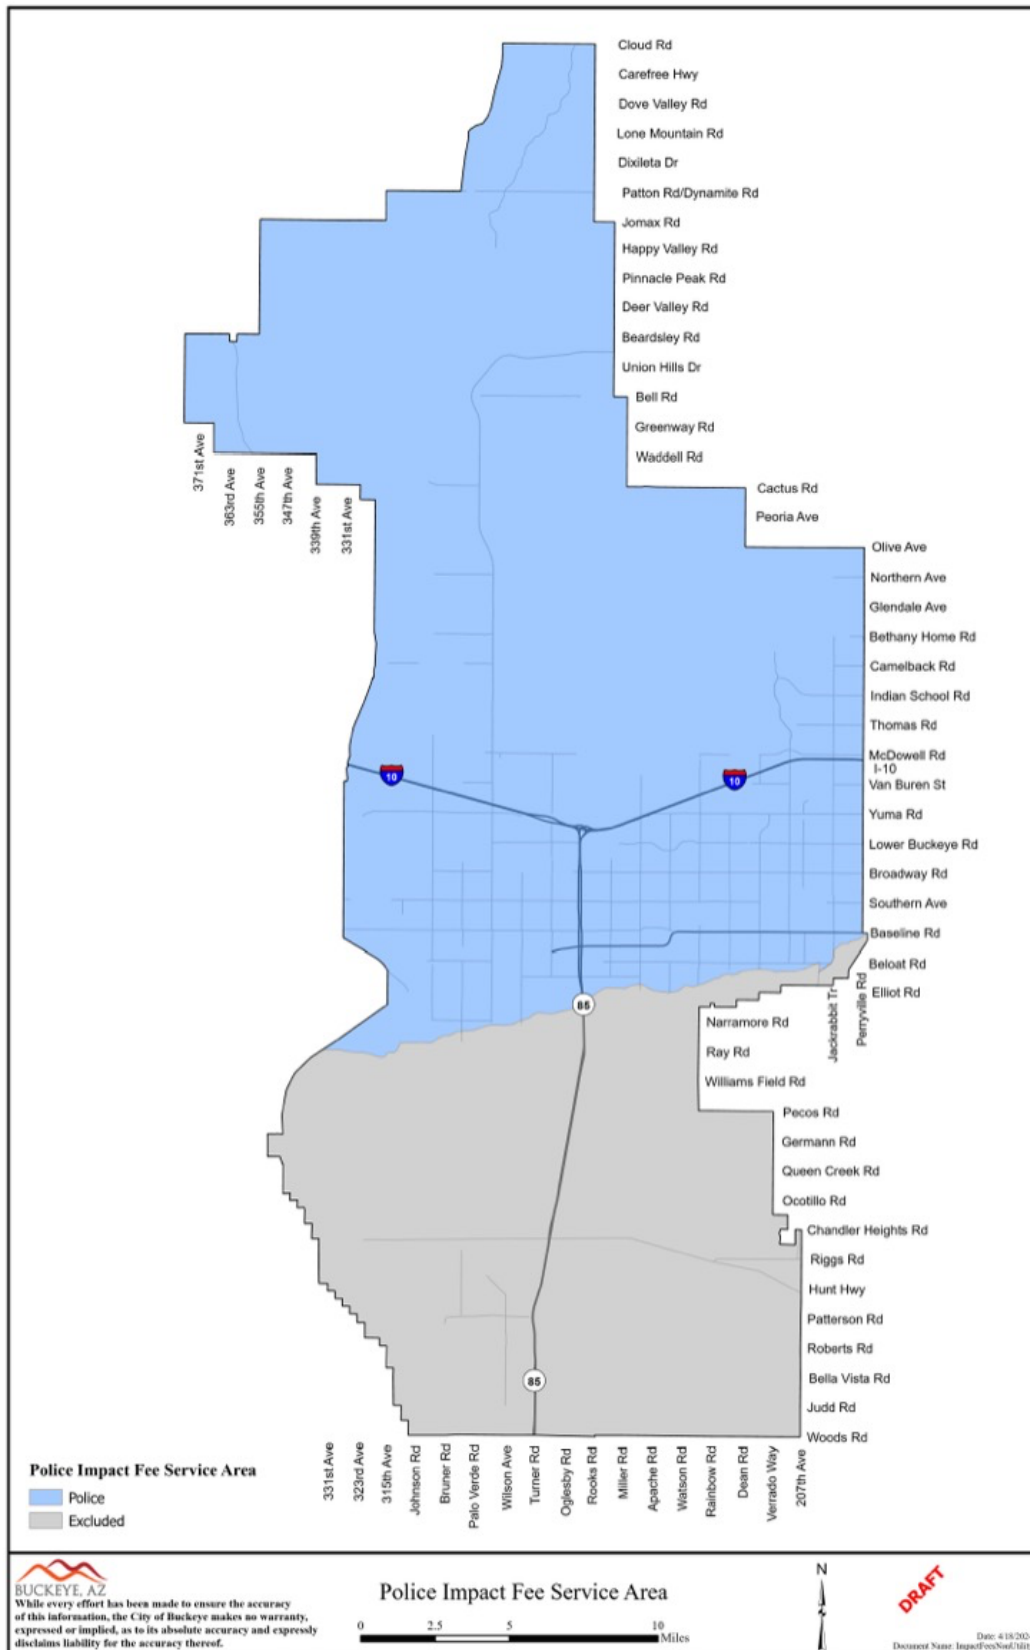 Cloud Rd
Carefree Hwy
Dove Valley Rd
Lone Mountain Rd
Dixileta Dr
Patton Rd/Dynamite Rd
Jomax Rd
Happy Valley Rd
Pinnacle Peak Rd
Deer Valley Rd
Beardsley Rd
Union Hills Dr
Bell Rd
Greenway Rd
Waddell Rd
Cactus Rd
Peoria Ave
371st Ave
363rd Ave
355th Ave
347th Ave
339th Ave
331st Ave
Olive Ave
Northern Ave
Glendale Ave
Bethany Home Rd
Camelback Rd
Indian School Rd
Thomas Rd
McDowell Rd
I-10
10
10
Van Buren St
Yuma Rd
Lower Buckeye Rd
Broadway Rd
Southern Ave
Baseline Rd
Beloat Rd
Elliot Rd
Jackrabbit Tr
Perryville Rd
85
Narramore Rd
Ray Rd
Williams Field Rd
Pecos Rd
Germann Rd
Queen Creek Rd
Ocotillo Rd
Chandler Heights Rd
Riggs Rd
Hunt Hwy
Patterson Rd
Roberts Rd
85
Bella Vista Rd
Judd Rd
Woods Rd
331st Ave
323rd Ave
315th Ave
Johnson Rd
Bruner Rd
Palo Verde Rd
Wilson Ave
Turner Rd
Oglesby Rd
Rooks Rd
Miller Rd
Apache Rd
Watson Rd
Rainbow Rd
Dean Rd
Verrado Way
207th Ave
Police Impact Fee Service Area
Police
Excluded
BUCKEYE, AZ
While every effort has been made to ensure the accuracy
of this information, the City of Buckeye makes no warranty,
expressed or implied, as to its absolute accuracy and expressly
disclaims liability for the accuracy thereof.
Police Impact Fee Service Area
0 2.5 5 10
Miles
N
DRAFT
Date: 4/18/202
Document Name: